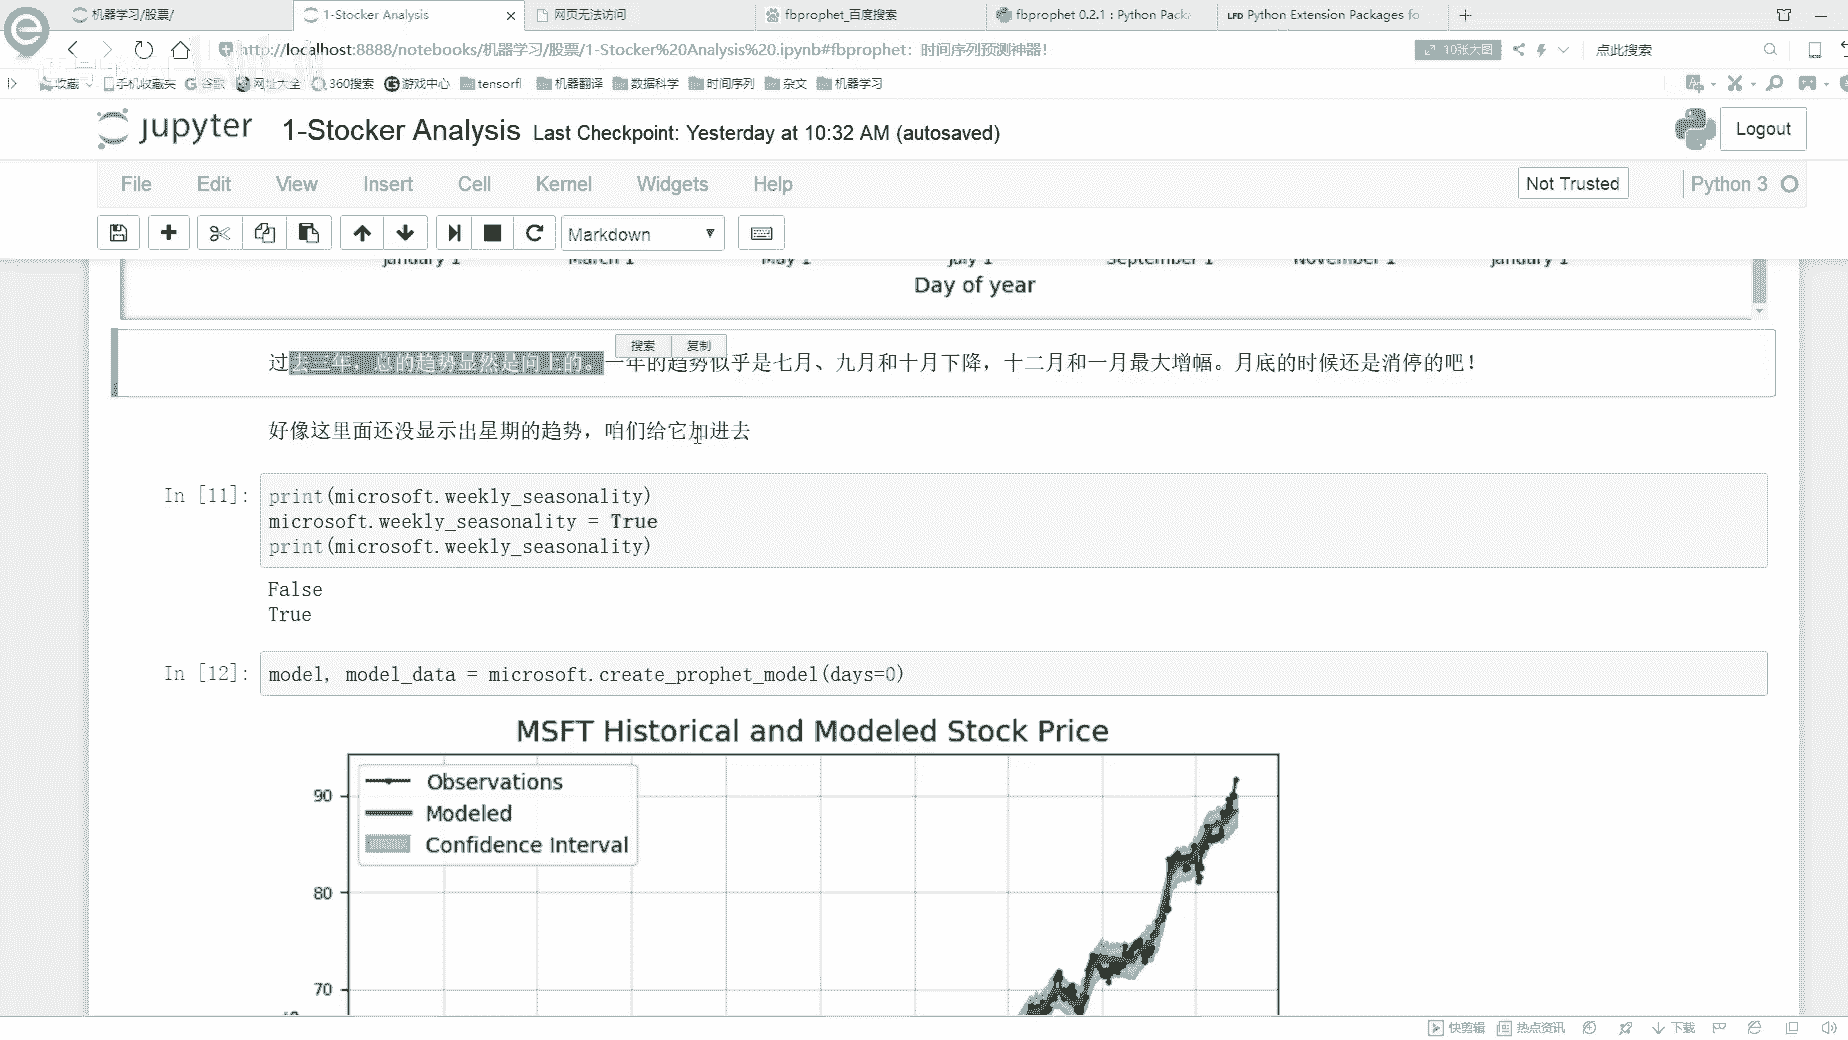 机器学习/股票/
1-Stocker Analysis
网页无法访问
fbprophet_百度搜索
fbprophet 0.2.1 : Python Pack
LFD Python Extension Packages fo
http://localhost:8888/notebooks/机器学习/股票/1-Stocker%20Analysis%20.ipynb#fbprophet：时间序列预测神器！
10张大图
点此搜索
收藏
手机收藏夹
谷歌
网址大全
360搜索
游戏中心
tensorfl
机器翻译
数据科学
时间序列
杂文
机器学习
jupyter
1-Stocker Analysis
Last Checkpoint: Yesterday at 10:32 AM (autosaved)
Logout
File
Edit
View
Insert
Cell
Kernel
Widgets
Help
Not Trusted
Python 3
Markdown
January 1
March 1
May 1
July 1
September 1
November 1
January 1
Day of year
搜索
复制
过去三年，总的趋势显然是向上的。一年的趋势似乎是七月、九月和十月下降，十二月和一月最大增幅。月底的时候还是消停的吧！
好像这里面还没显示出星期的趋势，咱们给它加进去
In [11]:
print(microsoft.weekly_seasonality)
microsoft.weekly_seasonality = True
print(microsoft.weekly_seasonality)
False
True
In [12]:
model, model_data = microsoft.create_prophet_model(days=0)
MSFT Historical and Modeled Stock Price
Observations
Modeled
Confidence Interval
90
80
70
快剪辑
热点资讯
下载